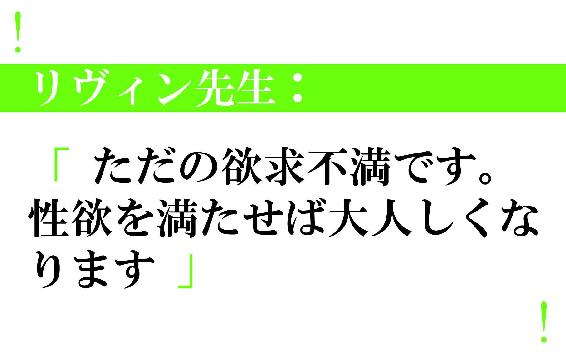 ！
リヴィン先生：
「 ただの欲求不満です。
性欲を満たせば大人しくな
ります 」
！